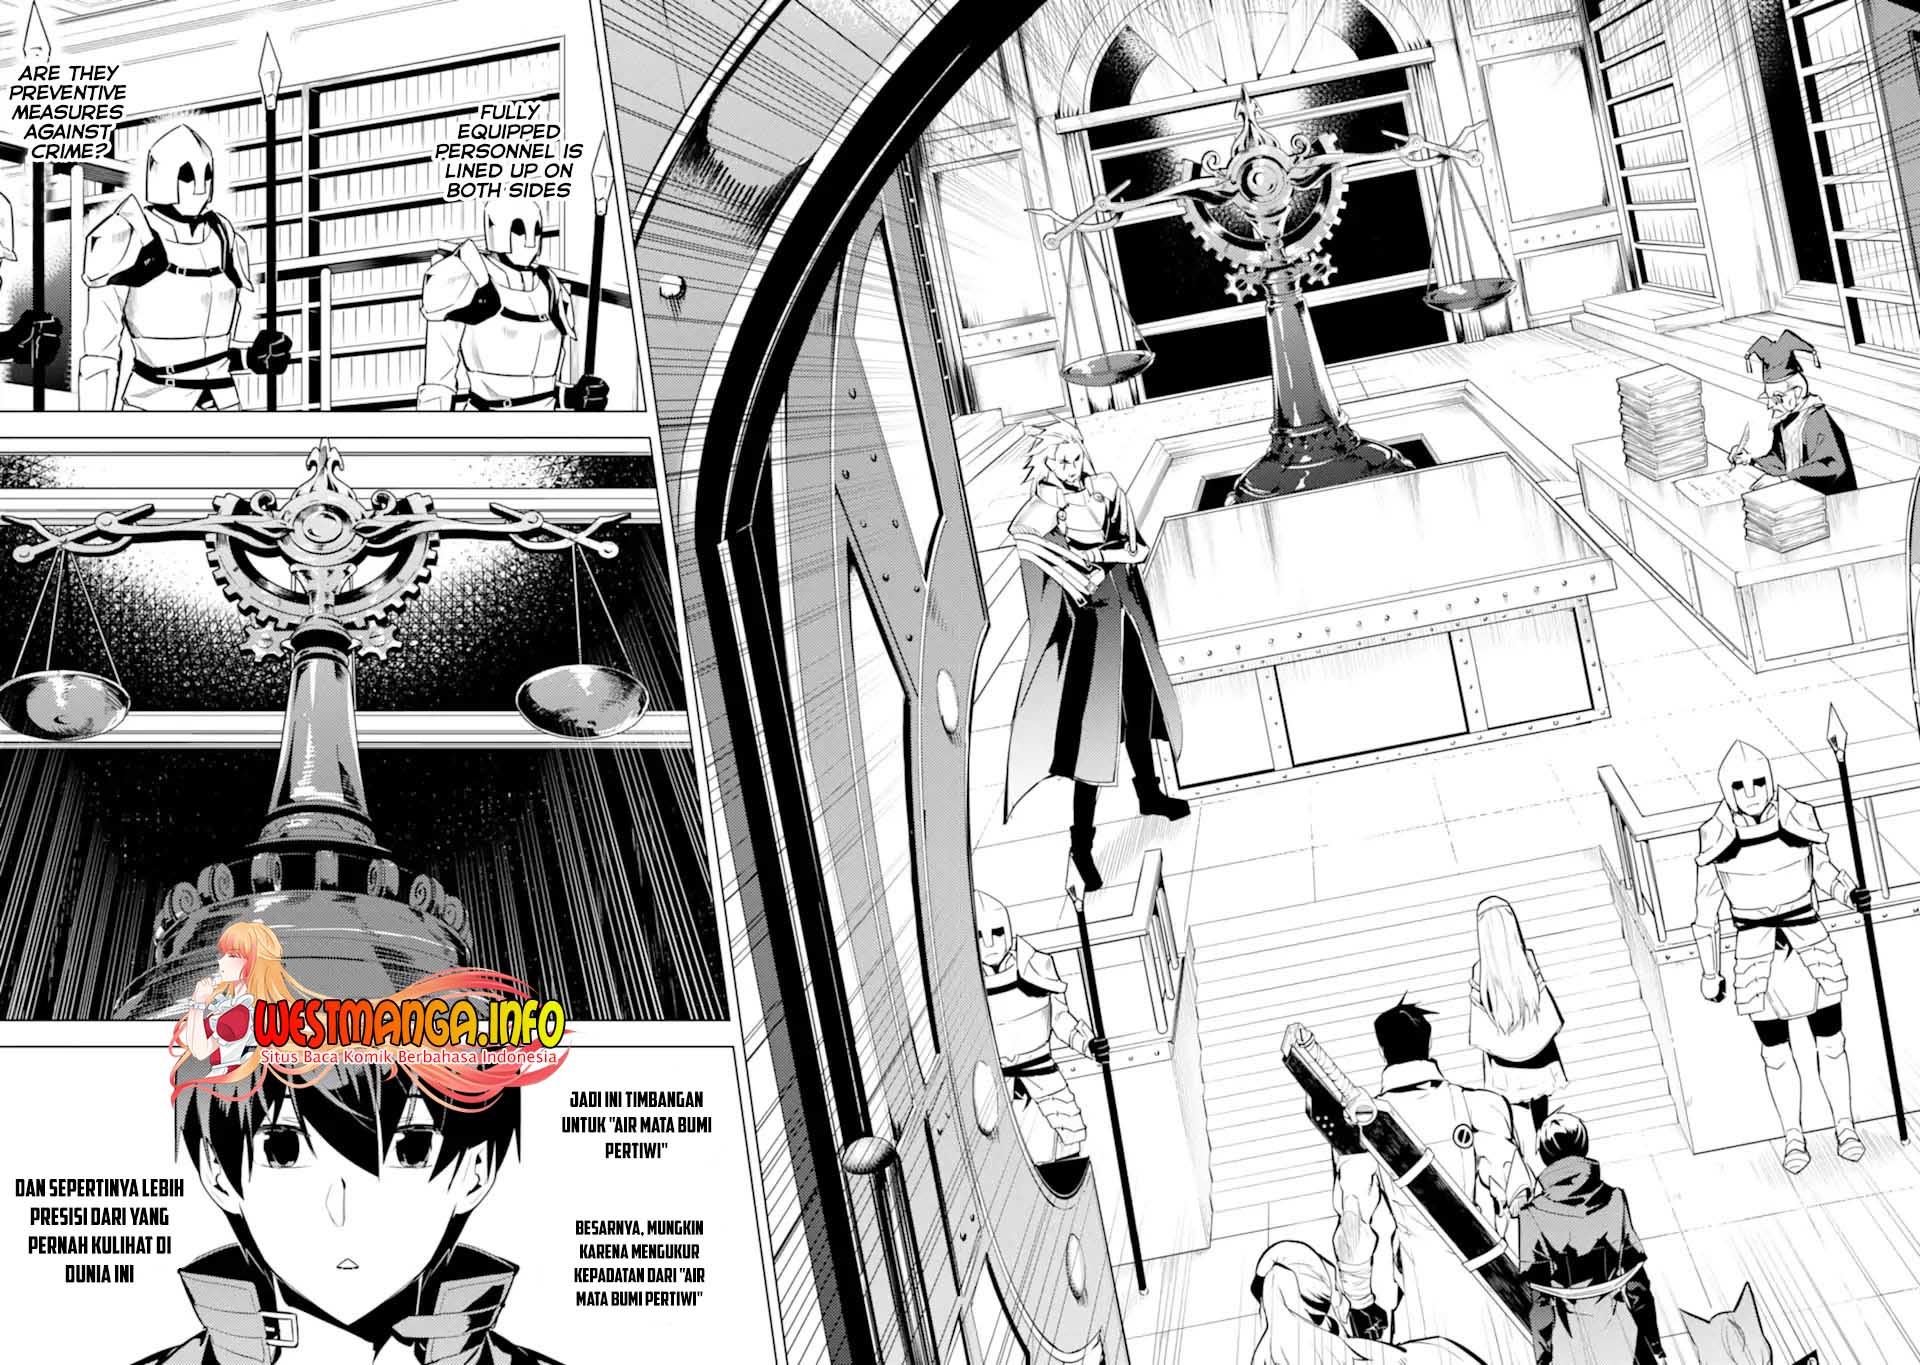 FULLY
EQUIPPED
PERSONNEL IS
LINED UP ON
BOTH SIDES
ARE THEY
PREVENTIVE
MEASURES
AGAINST
CRIME?
WESTMANGA.INFO
Situs Baca Komik Berbahasa Indonesia
JADI INI TIMBANGAN
UNTUK "AIR MATA BUMI
PERTIWI"
BESARNYA, MUNGKIN
KARENA MENGUKUR
KEPADATAN DARI "AIR
MATA BUMI PERTIWI"
DAN SEPERTINYA LEBIH
PRESISI DARI YANG
PERNAH KULIHAT DI
DUNIA INI